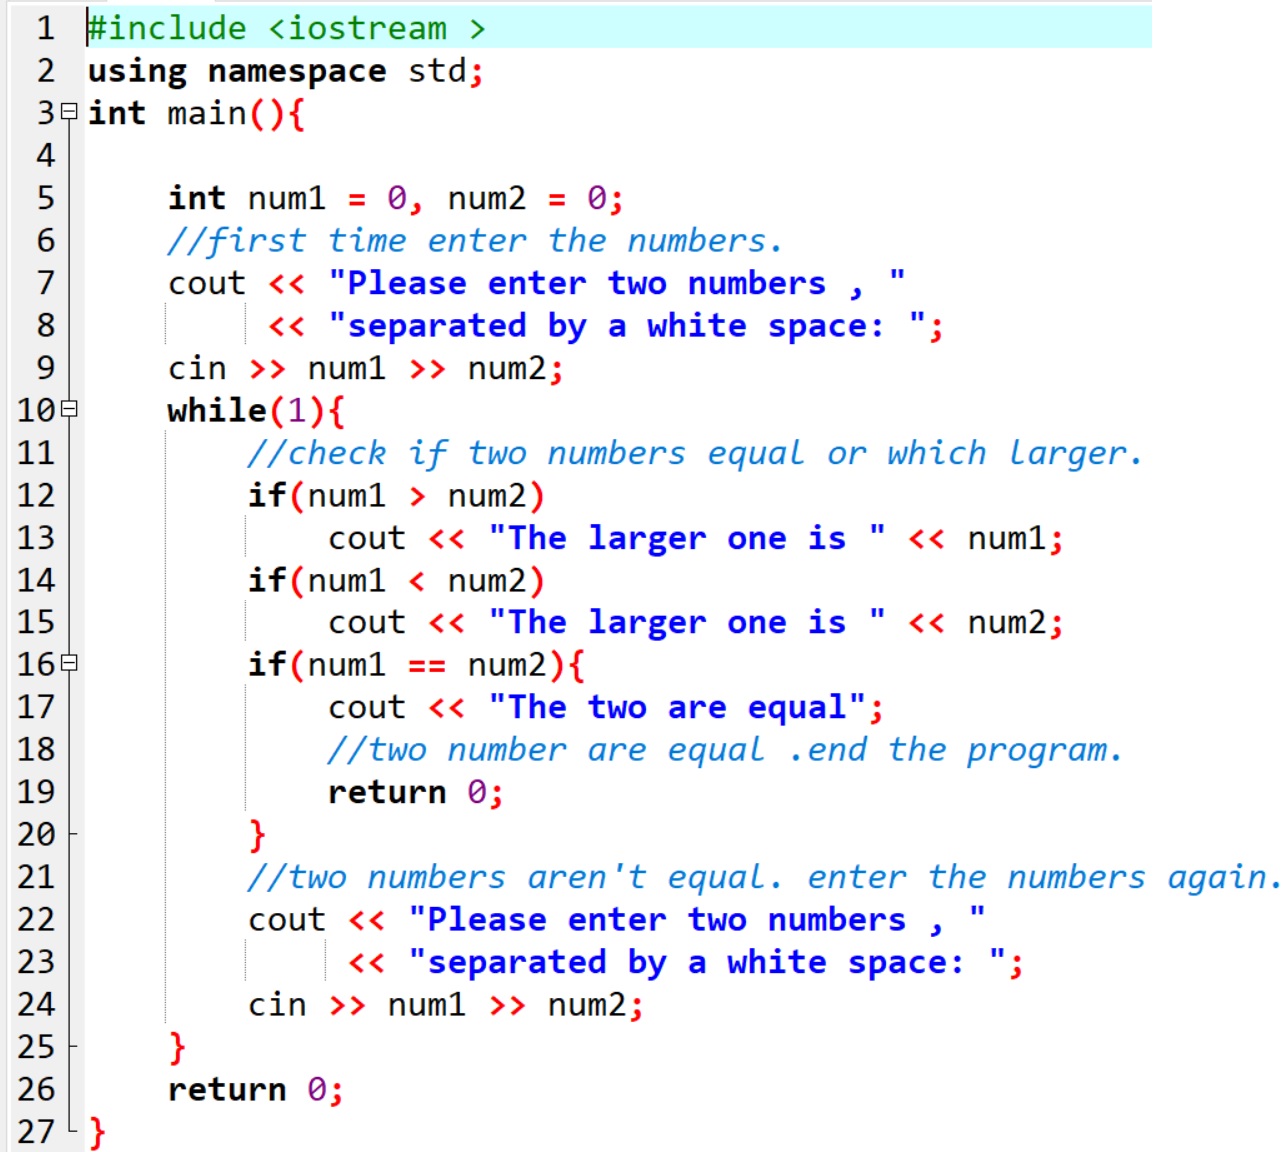 1 #include <iostream >
2 using namespace std;
3 int main(){
4
5 int num1 = 0, num2 = 0;
6 //first time enter the numbers.
7 cout << "Please enter two numbers , "
8 << "separated by a white space: ";
9 cin >> num1 >> num2;
10 while(1){
11 //check if two numbers equal or which larger.
12 if(num1 > num2)
13 cout << "The larger one is " << num1;
14 if(num1 < num2)
15 cout << "The larger one is " << num2;
16 if(num1 == num2){
17 cout << "The two are equal";
18 //two number are equal .end the program.
19 return 0;
20 }
21 //two numbers aren't equal. enter the numbers again.
22 cout << "Please enter two numbers , "
23 << "separated by a white space: ";
24 cin >> num1 >> num2;
25 }
26 return 0;
27 }